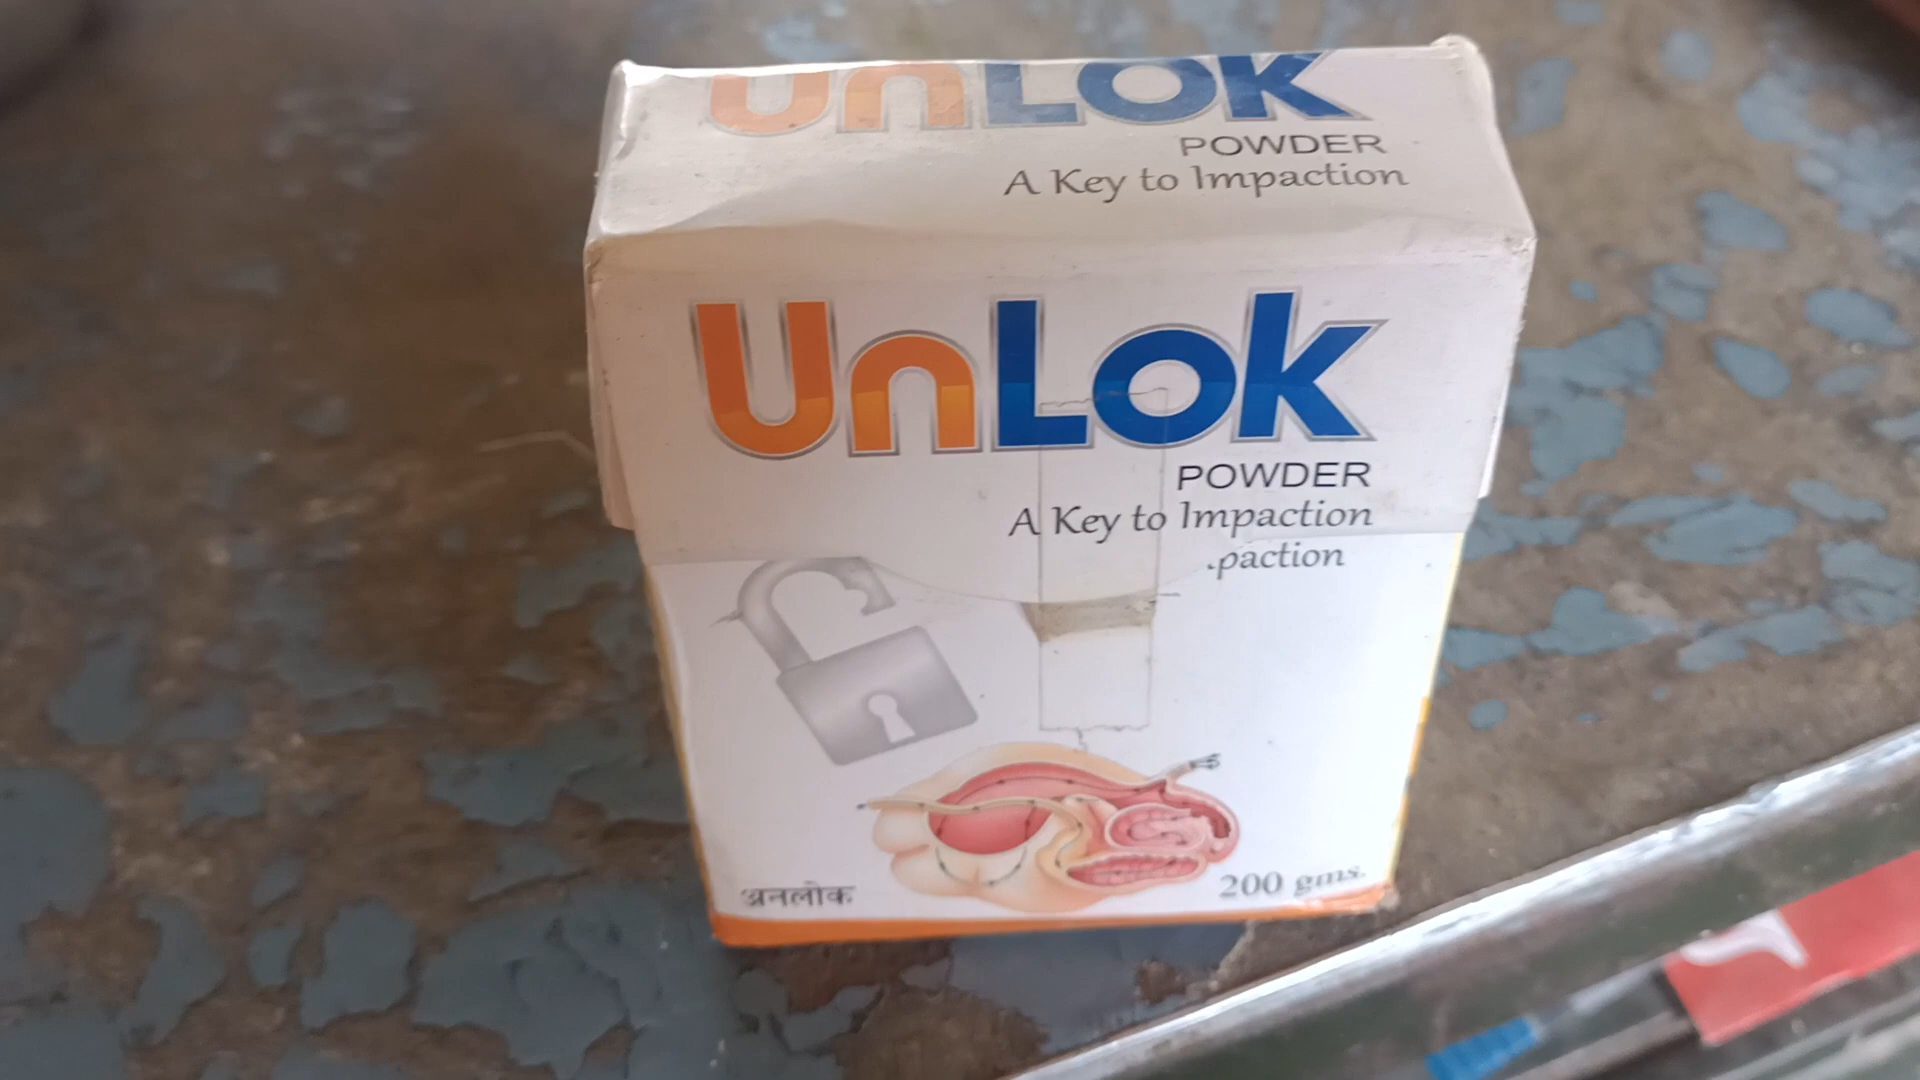 UnLok
POWDER
A Key to Impaction
UnLok
POWDER
A Key to Impaction
.paction
अनलोक
200 gms.